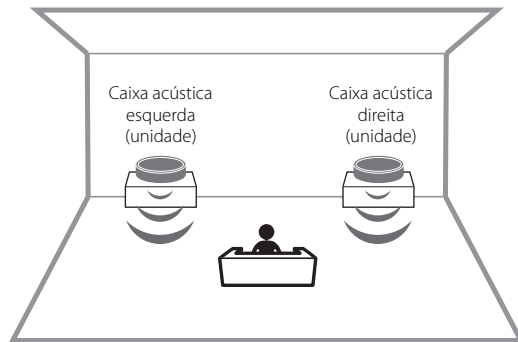 Caixa acústica
esquerda
(unidade)
Caixa acústica
direita
(unidade)